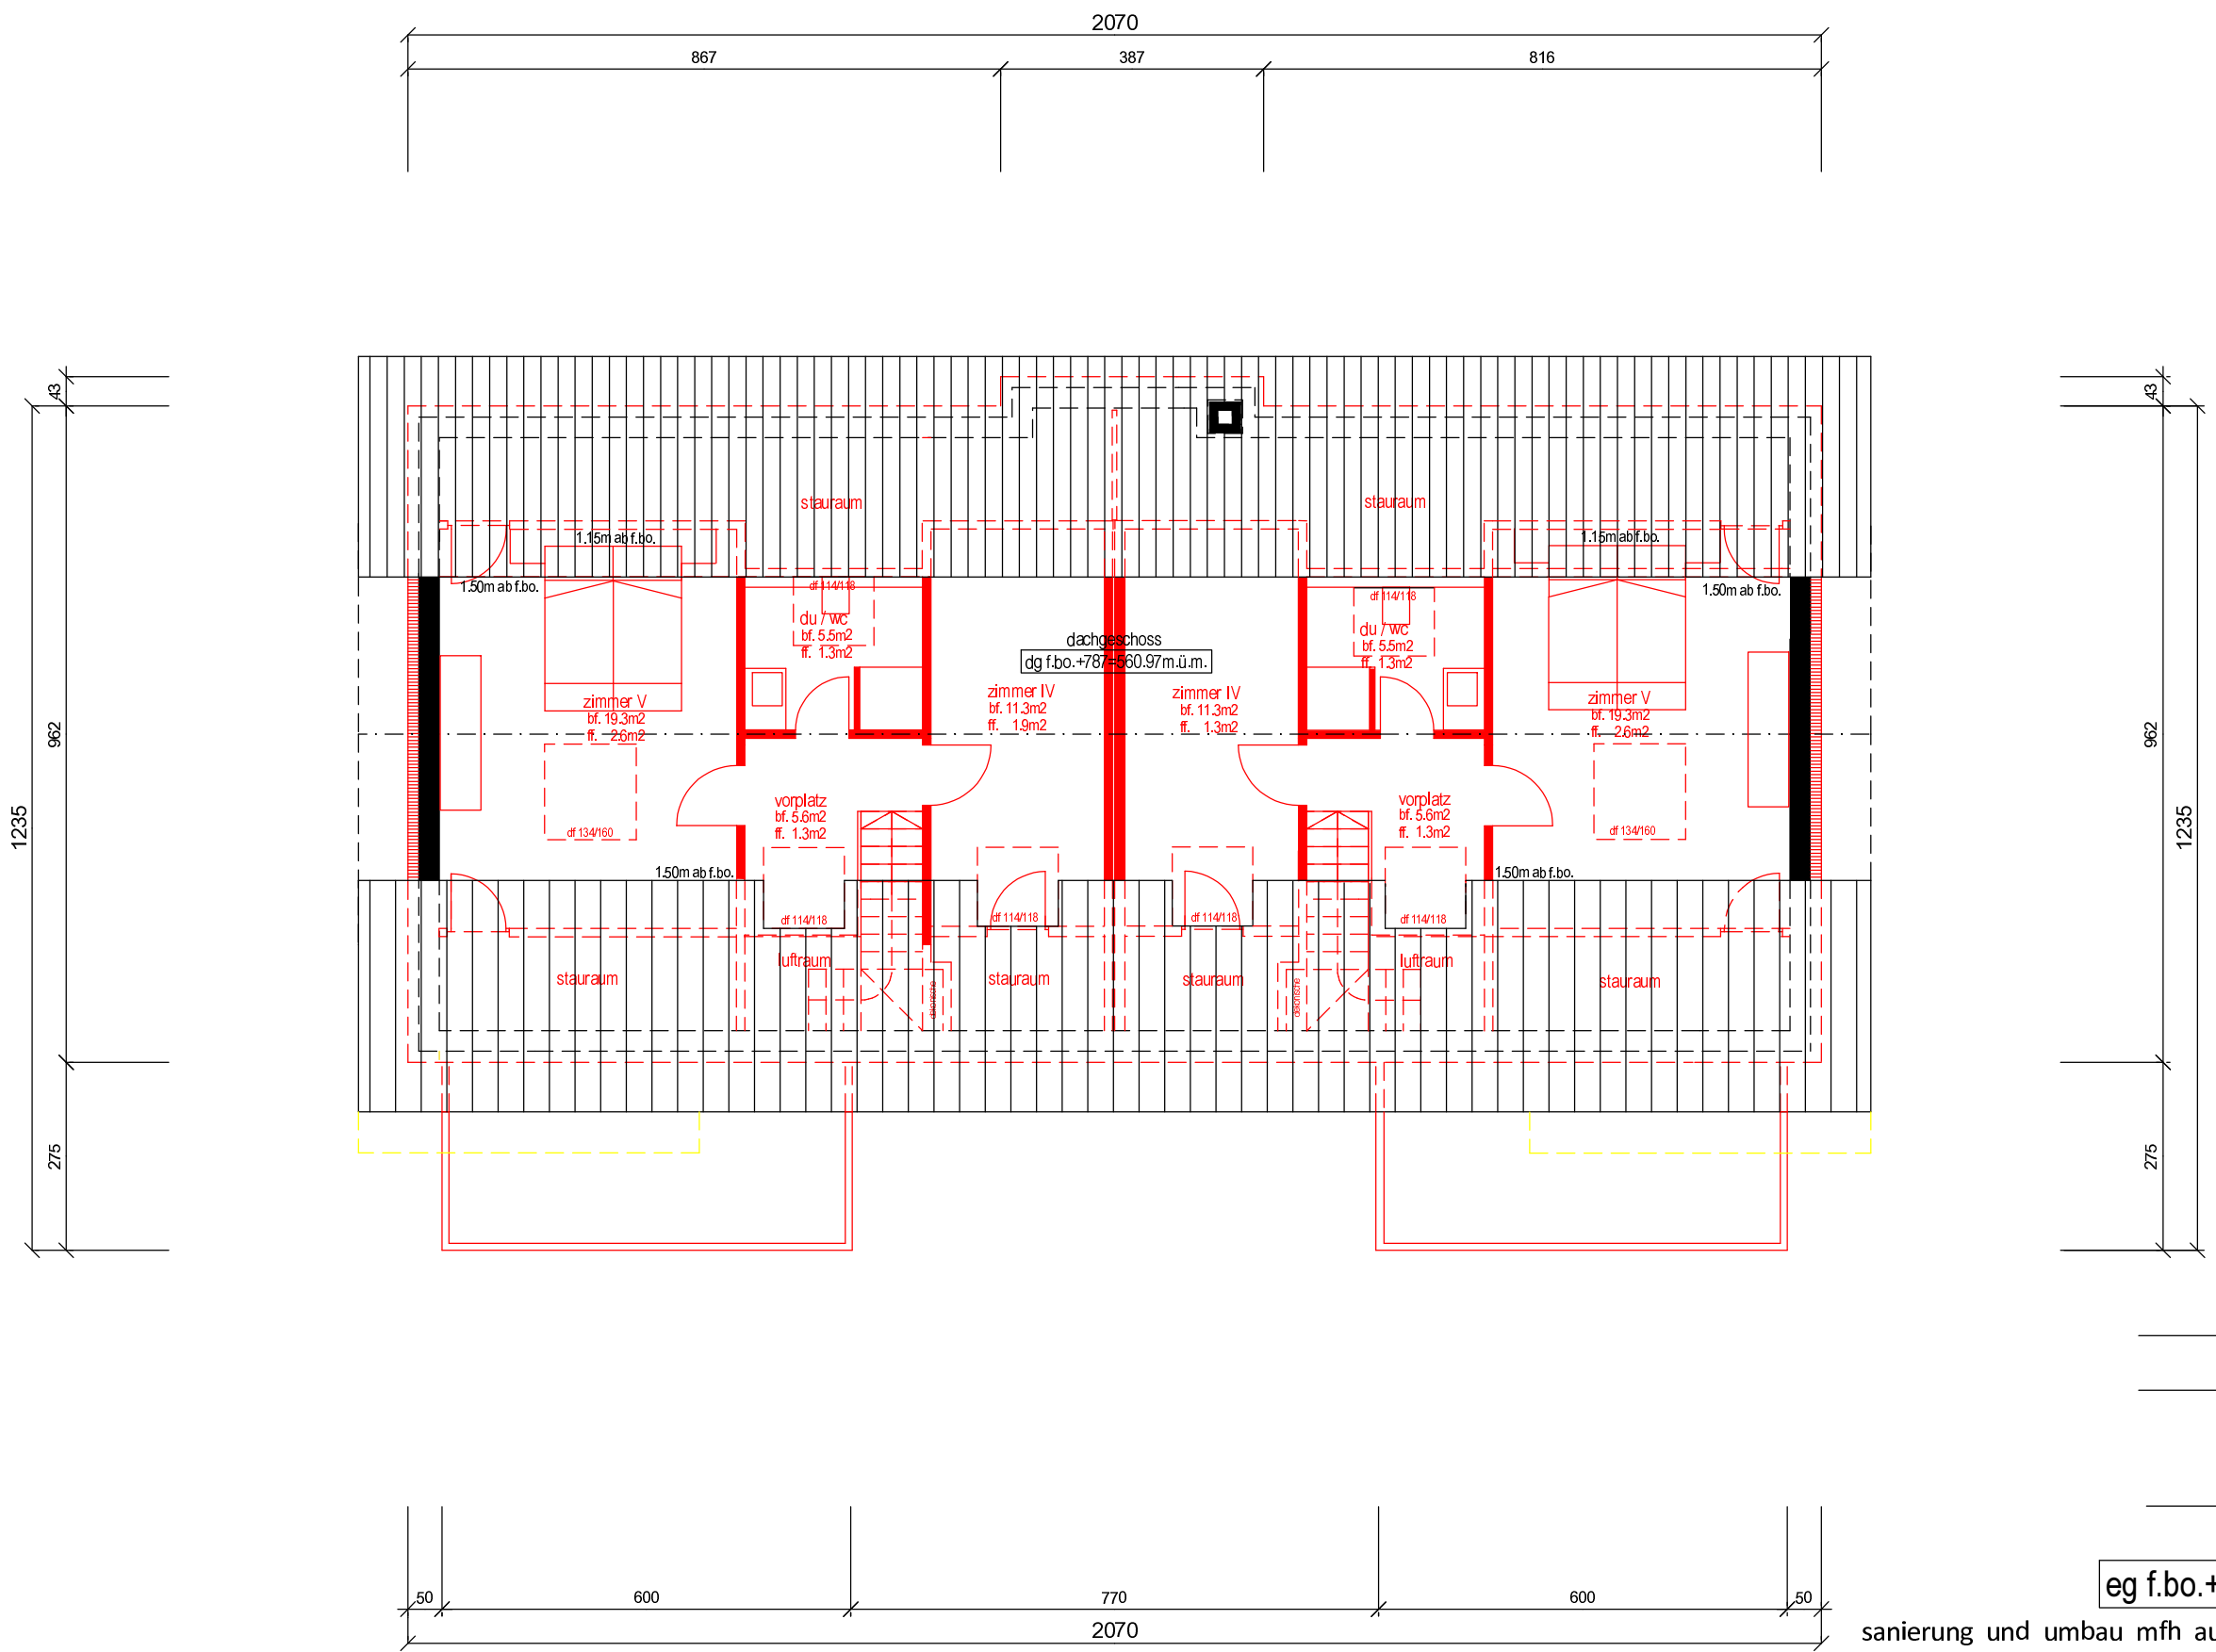 2070
867 387 816
43
43
stauraum
stauraum
1.15m ab f.bo.
1.15m ab f.bo.
1.50m ab f.bo.
1.50m ab f.bo.
df 114/118
df 114/118
du / wc
bf. 5.5m2
ff. 1.3m2
du / wc
bf. 5.5m2
ff. 1.3m2
dachgeschoss
dg f.bo.+787=560.97m.ü.m.
zimmer V
bf. 19.3m2
ff. 2.6m2
zimmer IV
bf. 11.3m2
ff. 1.9m2
zimmer IV
bf. 11.3m2
ff. 1.3m2
zimmer V
bf. 19.3m2
ff. 2.6m2
962
962
1235
1235
vorplatz
bf. 5.6m2
ff. 1.3m2
vorplatz
bf. 5.6m2
ff. 1.3m2
df 134/160
df 134/160
1.50m ab f.bo.
1.50m ab f.bo.
df 114/118
df 114/118
df 114/118
df 114/118
luftraum
luftraum
stauraum
stauraum
stauraum
stauraum
275
275
50 600 770 600 50
2070
eg f.bo.+
sanierung und umbau mfh au